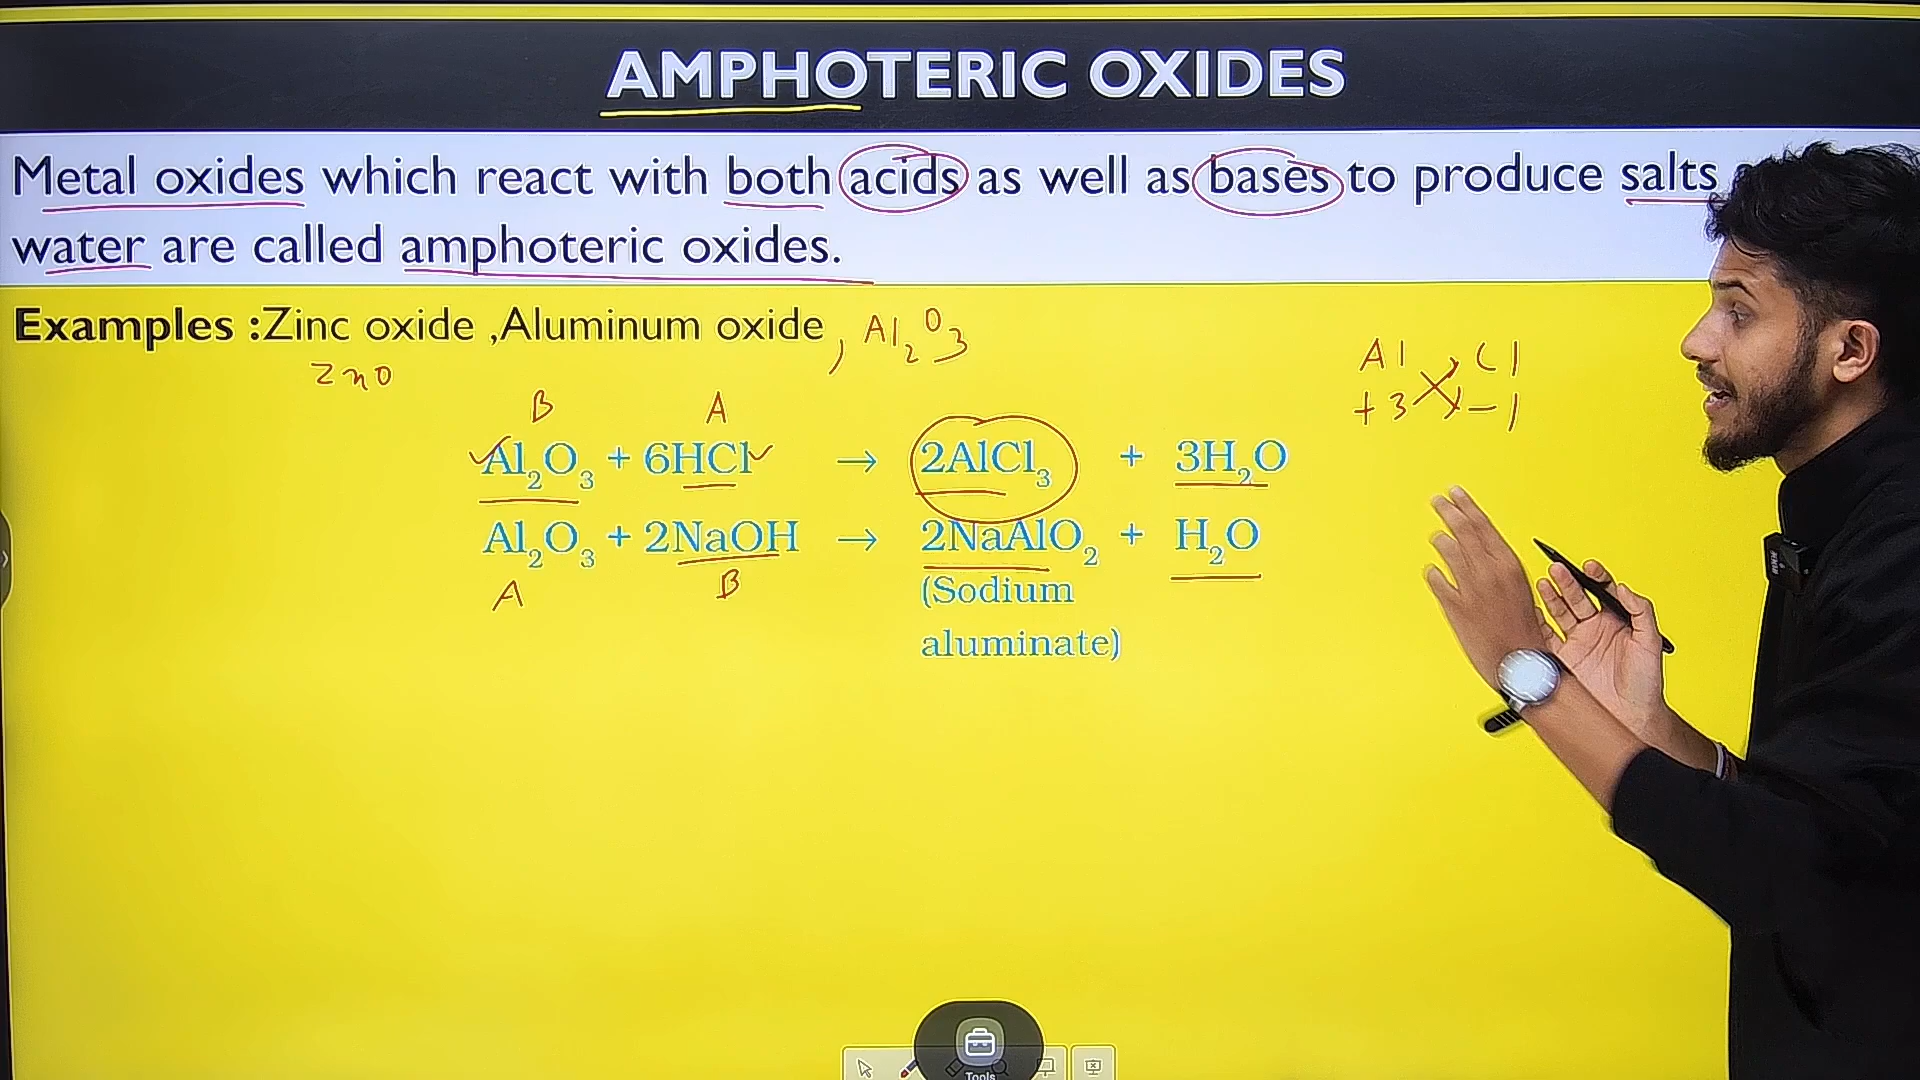 AMPHOTERIC OXIDES
Metal oxides which react with both acids as well as bases to produce salts
water are called amphoteric oxides.
Examples :Zinc oxide ,Aluminum oxide , Al₂O₃
ZnO
Al Cl
+3 -1
B A
Al₂O₃ + 6HCl → 2AlCl₃ + 3H₂O
Al₂O₃ + 2NaOH → 2NaAlO₂ + H₂O
A B
(Sodium
aluminate)
Tools